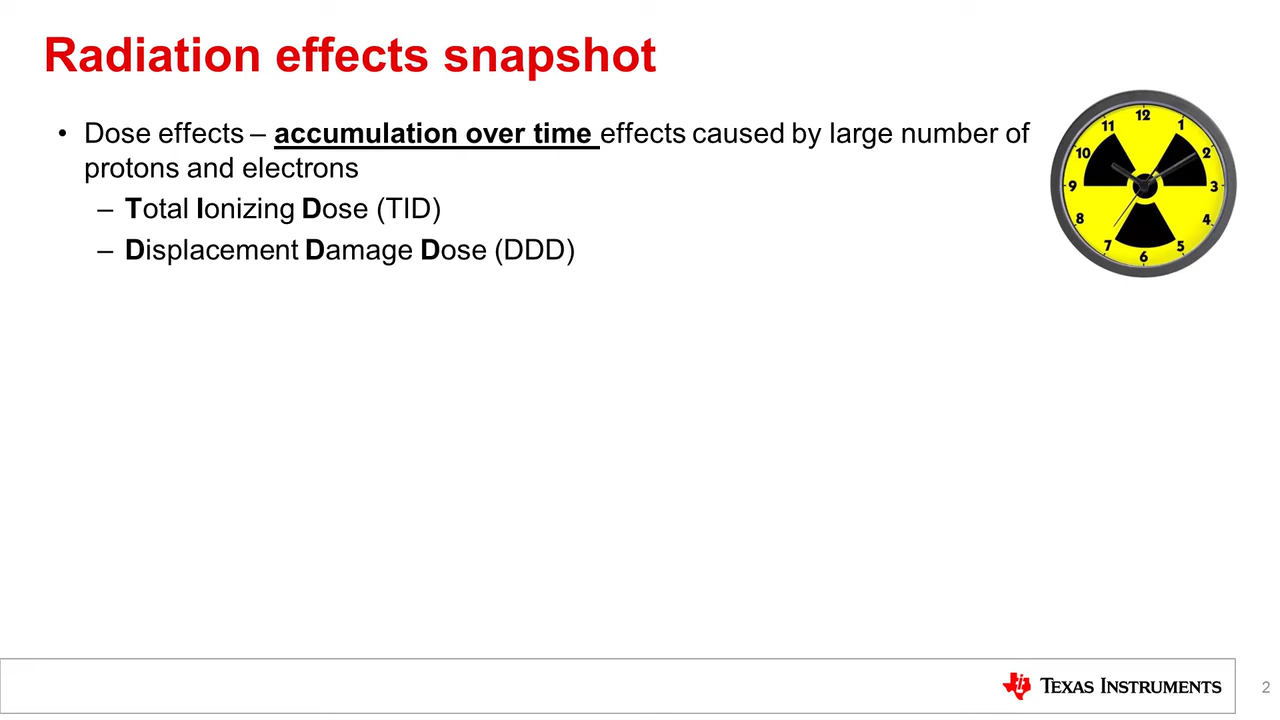 Radiation effects snapshot
• Dose effects – accumulation over time effects caused by large number of
protons and electrons
– Total Ionizing Dose (TID)
– Displacement Damage Dose (DDD)
12
11 1
10 2
9 3
8 4
7 5
6
TEXAS INSTRUMENTS
2